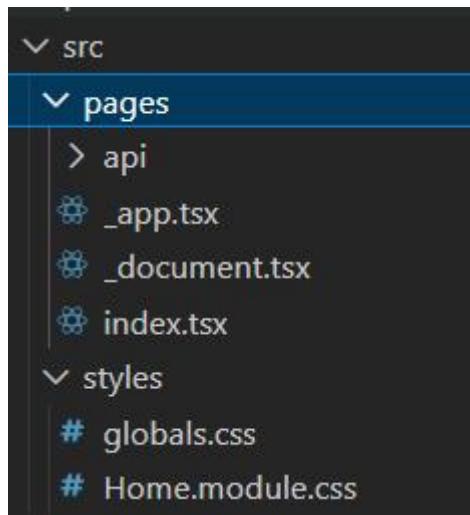 src
pages
api
_app.tsx
_document.tsx
index.tsx
styles
# globals.css
# Home.module.css